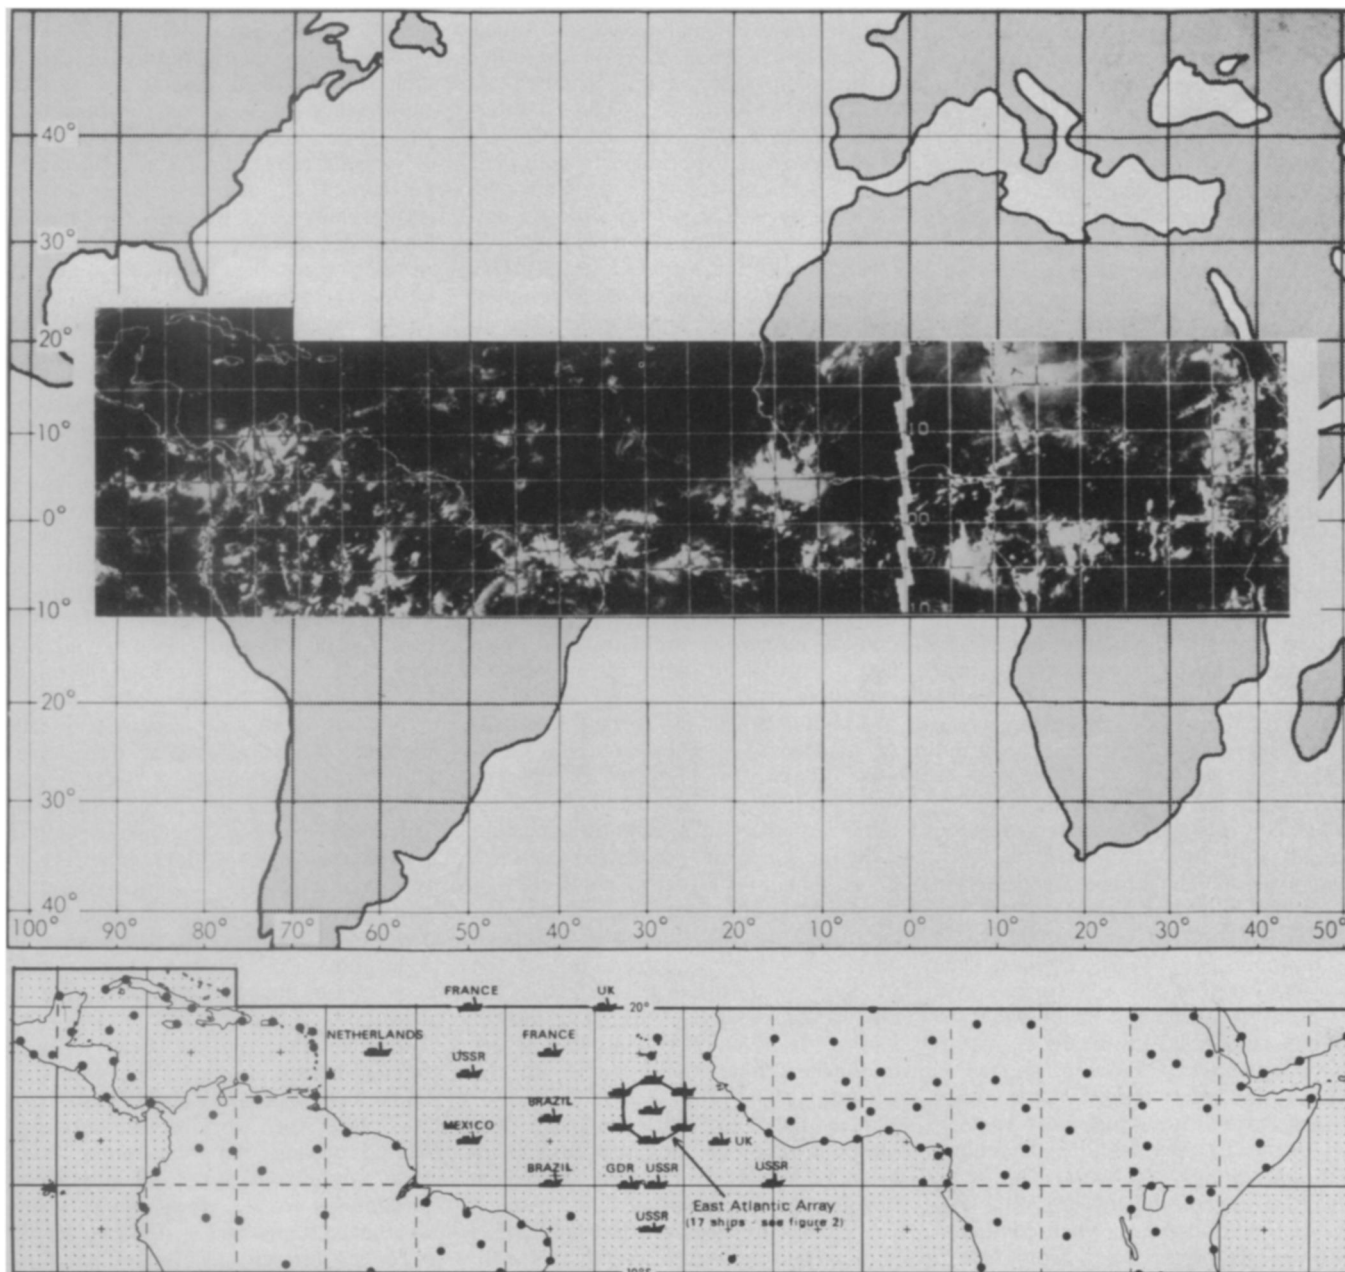 40°
30°
20°
10°
10
0°
00
10°
10
20°
30°
40°
100° 90° 80° 70° 60° 50° 40° 30° 20° 10° 0° 10° 20° 30° 40° 50°
FRANCE UK
20°
NETHERLANDS FRANCE
USSR
BRAZIL
MEXICO
UK
BRAZIL GDR USSR USSR
East Atlantic Array
(17 ships - see figure 2)
USSR